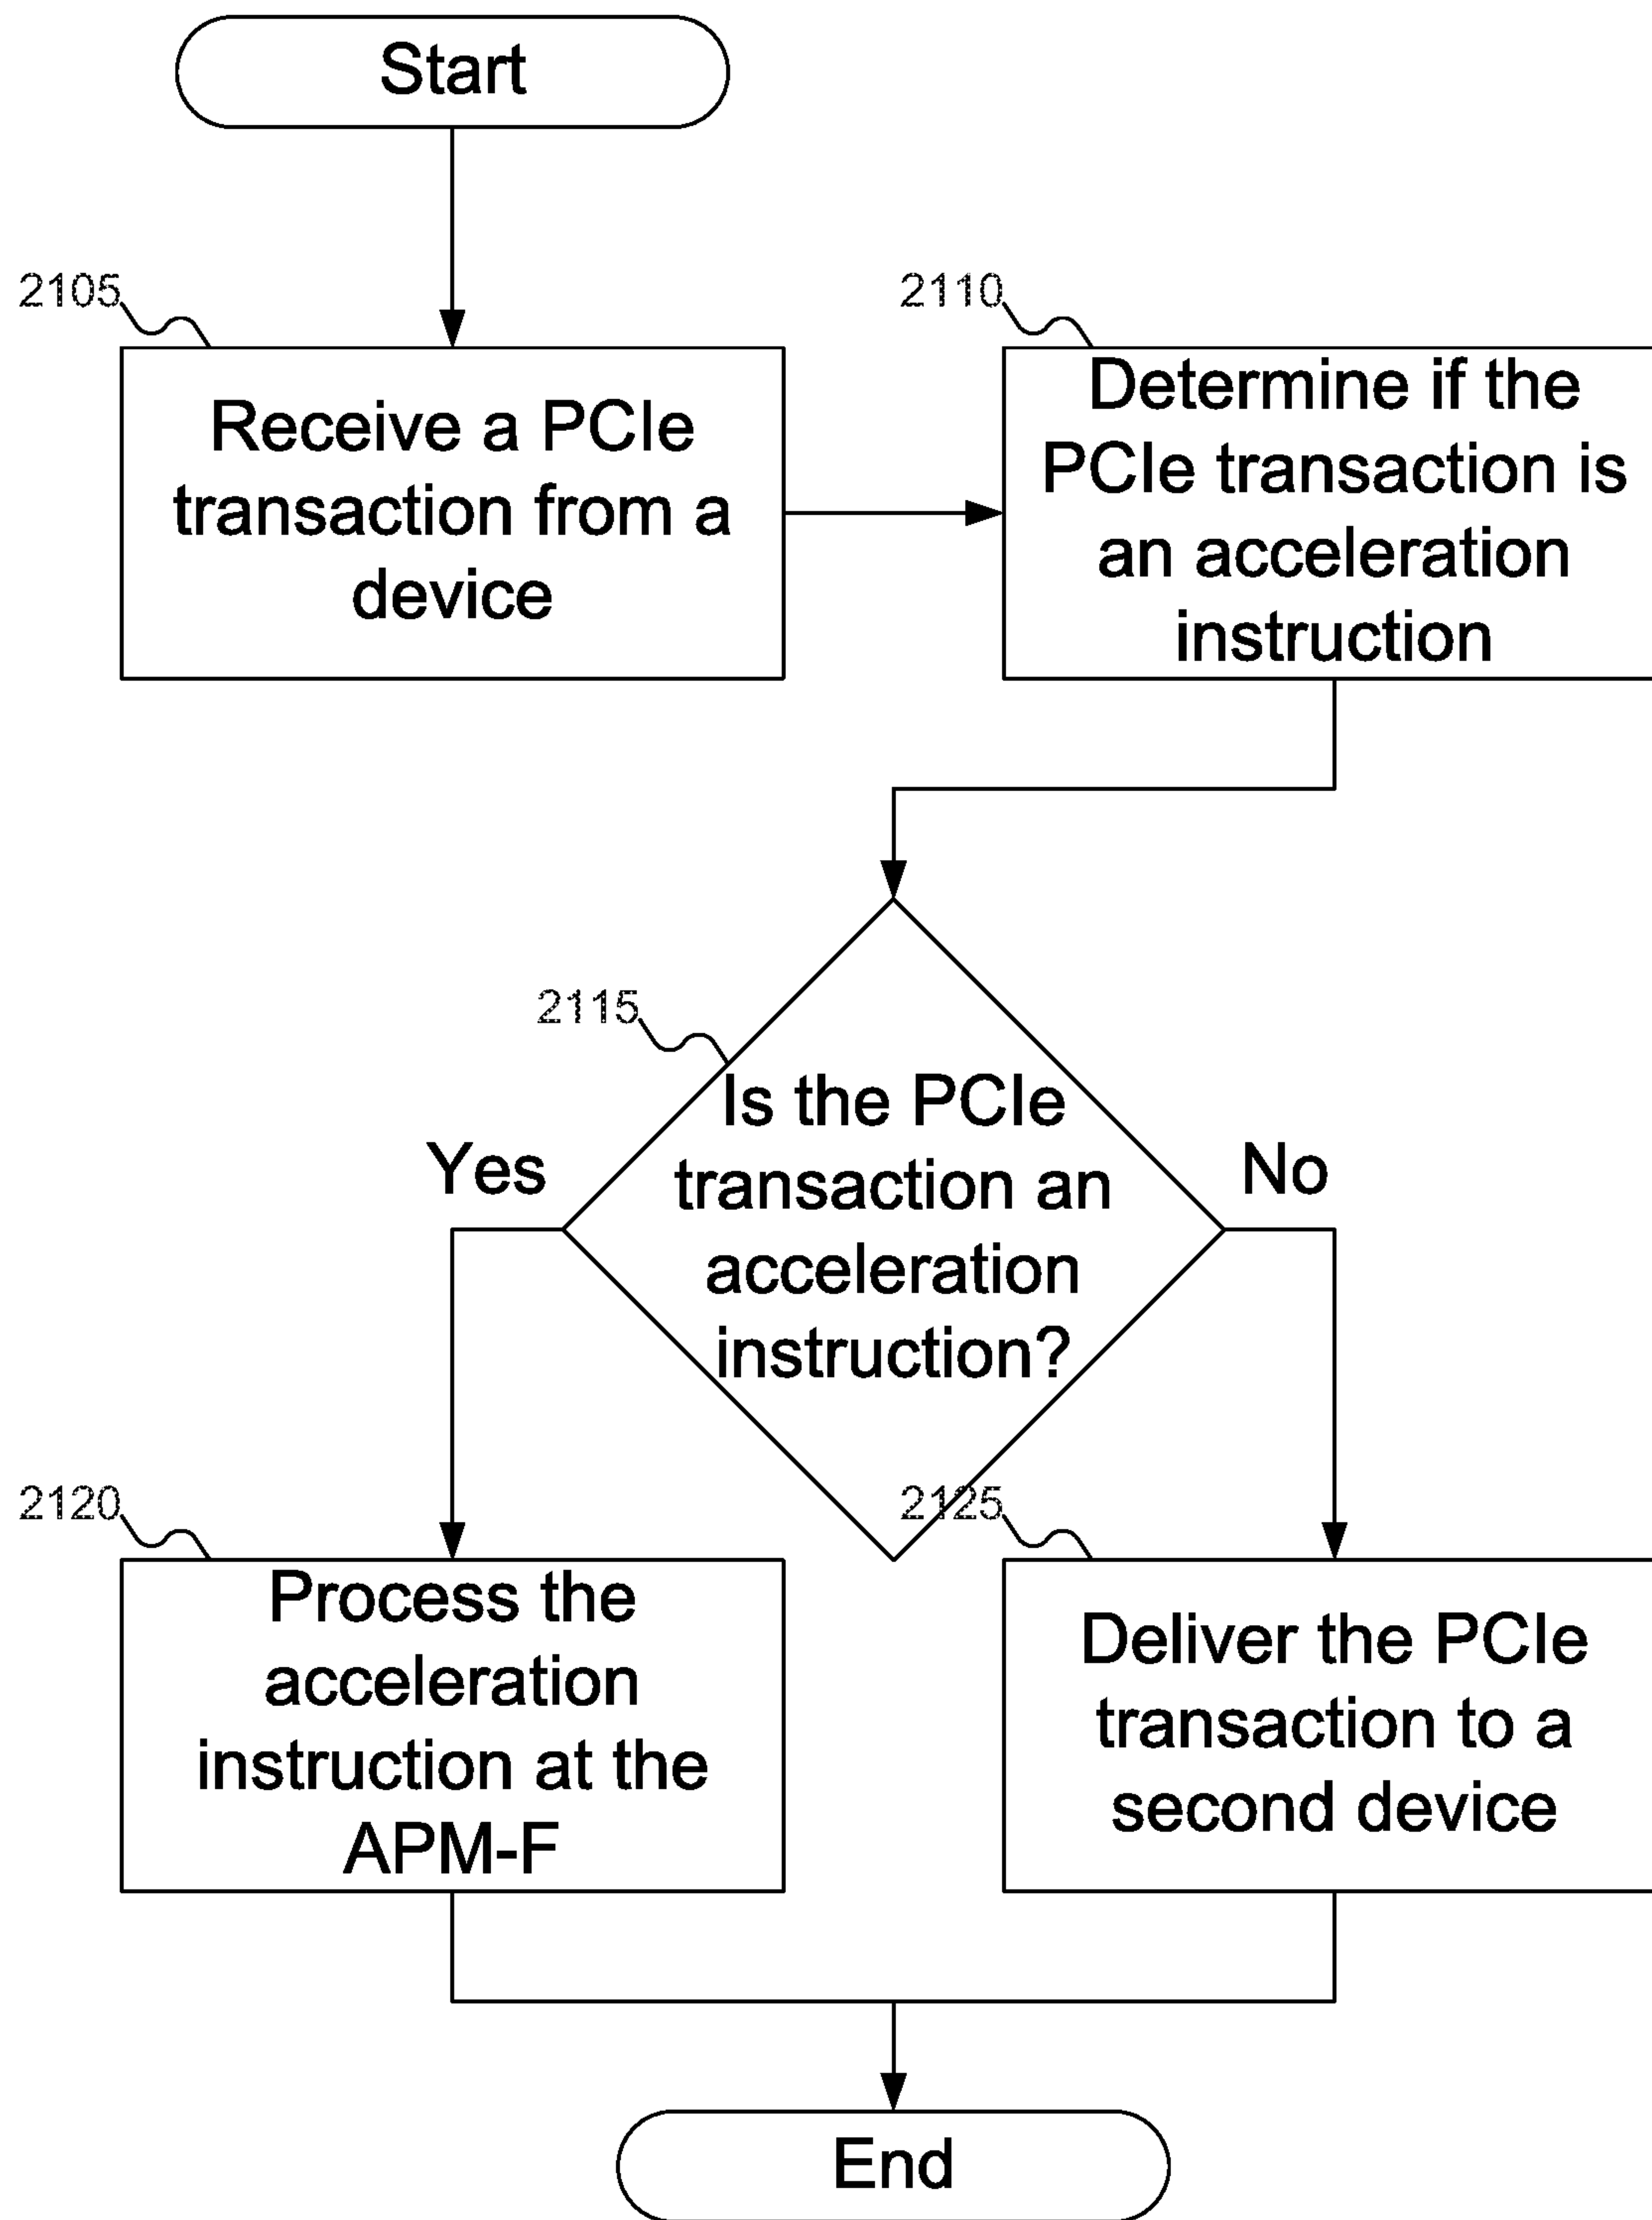 Start
2105
Receive a PCIe
transaction from a
device
2110
Determine if the
PCIe transaction is
an acceleration
instruction
2115
Is the PCIe
transaction an
acceleration
instruction?
Yes
No
2120
Process the
acceleration
instruction at the
APM-F
2125
Deliver the PCIe
transaction to a
second device
End